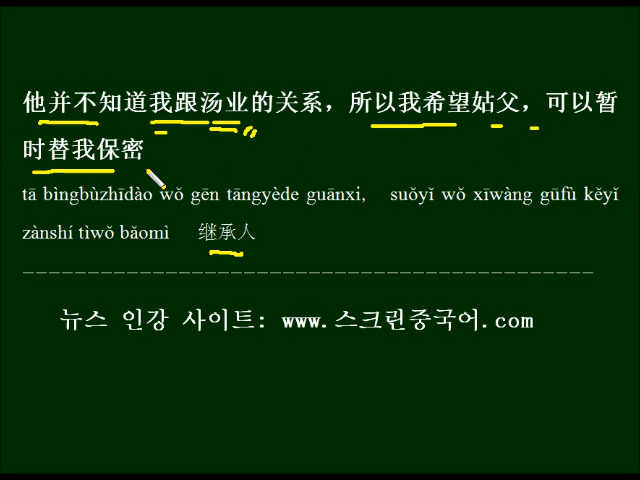 他并不知道我跟汤业的关系，所以我希望姑父，可以暂
时替我保密
tā bìngbùzhīdào wǒ gēn tāngyède guānxi, suǒyǐ wǒ xīwàng gūfù kěyǐ
zànshí tìwǒ bǎomì 继承人
뉴스 인강 사이트: www.스크린중국어.com